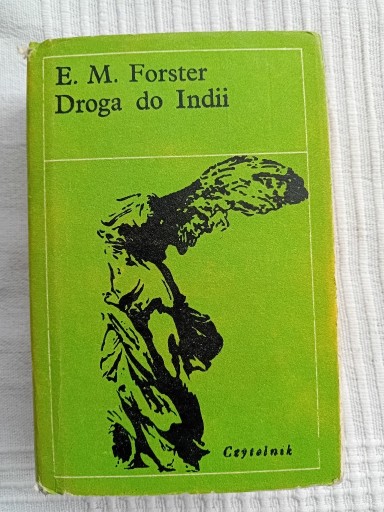 E. M. Forster
Droga do Indii
Czytelnik